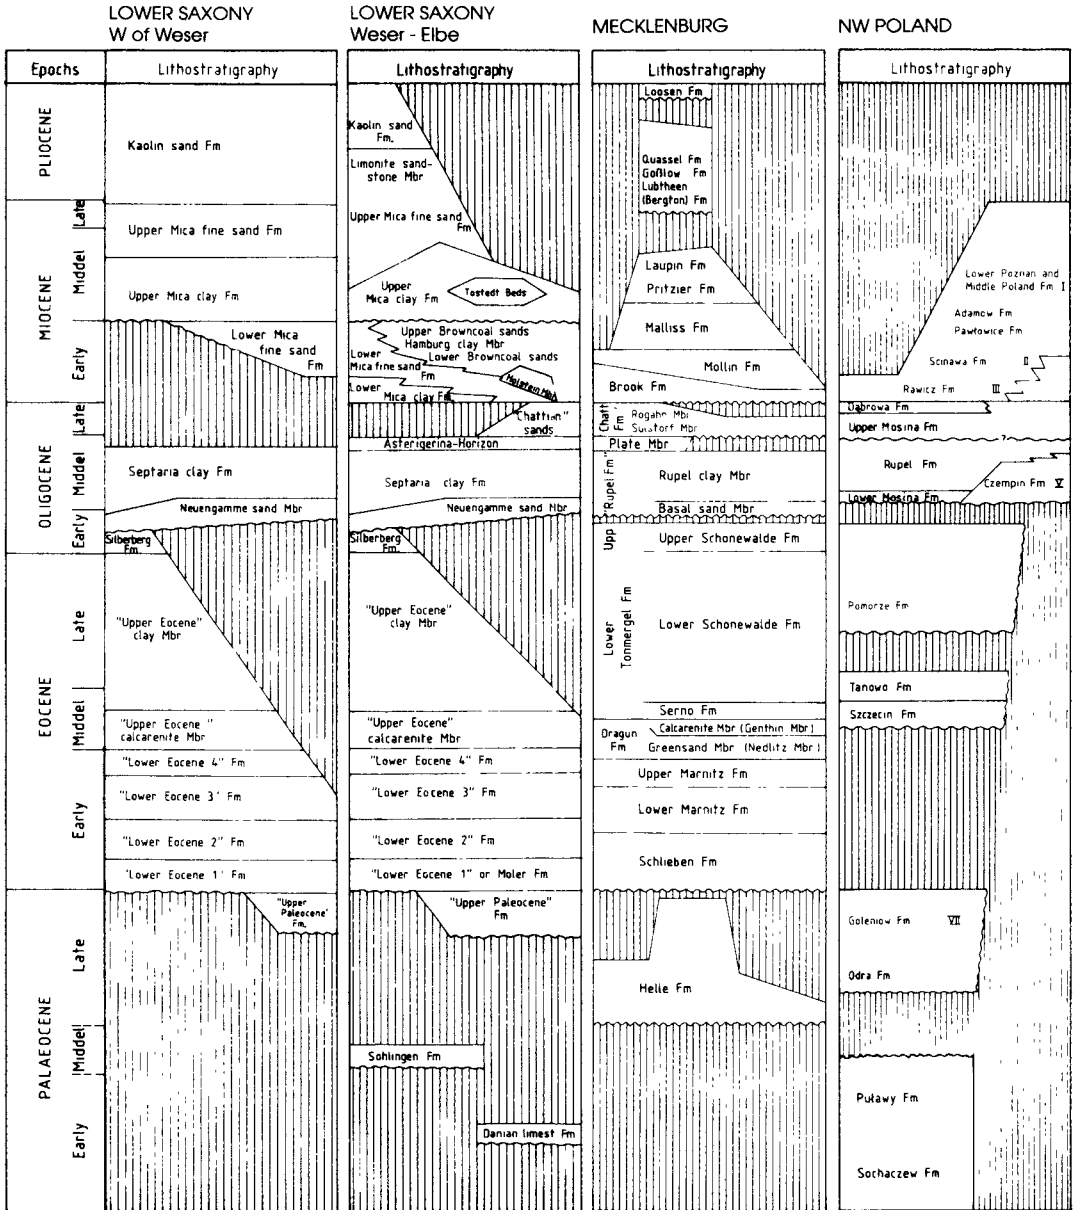 LOWER SAXONY
W of Weser
LOWER SAXONY
Weser - Elbe
MECKLENBURG
NW POLAND
Epochs
Lithostratigraphy
Lithostratigraphy
Lithostratigraphy
Lithostratigraphy
PLIOCENE
MIOCENE
Late
Middel
Early
OLIGOCENE
Late
Middel
Early
EOCENE
Late
Middel
Early
PALAEOCENE
Late
Middel
Early
Kaolin sand Fm
Upper Mica fine sand Fm
Upper Mica clay Fm
Lower Mica
fine sand
Fm
Septaria clay Fm
Neuengamme sand Mbr
Silberberg
Fm.
"Upper Eocene"
clay Mbr
"Upper Eocene "
calcarenite Mbr
"Lower Eocene 4" Fm
"Lower Eocene 3' Fm
"Lower Eocene 2" Fm
'Lower Eocene 1' Fm
"Upper
Paleocene'
Fm.
Kaolin sand
Fm.
Limonite sand-
stone Mbr
Upper Mica fine sand
Fm
Upper
Mica clay Fm
Tostedt Beds
Upper Browncoal sands
Hamburg clay Mbr
Lower Browncoal sands
Lower
Mica fine sand
Fm
Holstein Mbr
Lower
Mica clay Fm
"Chattian"
sands
Asterigerina-Horizon
Septaria clay Fm
Neuengamme sand Mbr
Silberberg
Fm.
"Upper Eocene"
clay Mbr
"Upper Eocene"
calcarenite Mbr
"Lower Eocene 4" Fm
"Lower Eocene 3" Fm
"Lower Eocene 2" Fm
"Lower Eocene 1" or Moler Fm
"Upper Paleocene"
Fm
Sohlingen Fm
Danian limest Fm
Loosen Fm
Quassel Fm
Goßlow Fm
Lubtheen
(Bergton) Fm
Laupin Fm
Pritzier Fm
Malliss Fm
Mollin Fm
Brook Fm
Chatt
Fm
Rogahn Mbr
Sulstorf Mbr
Plate Mbr
"Rupel Fm"
Rupel clay Mbr
Basal sand Mbr
Upp
Upper Schonewalde Fm
Lower
Tonmergel Fm
Lower Schonewalde Fm
Serno Fm
Dragun
Fm
Calcarenite Mbr (Genthin Mbr)
Greensand Mbr (Nedlitz Mbr)
Upper Marnitz Fm
Lower Marnitz Fm
Schlieben Fm
Helle Fm
Lower Poznan and
Middle Poland Fm I
Adamow Fm
Pawłowice Fm
Scinawa Fm II
Rawicz Fm III
Dąbrowa Fm
Upper Mosina Fm
?
Rupel Fm
Czempin Fm V
Lower Mosina Fm
Pomorze Fm
Tanowo Fm
Szczecin Fm
Goleniow Fm VII
Odra Fm
Puławy Fm
Sochaczew Fm